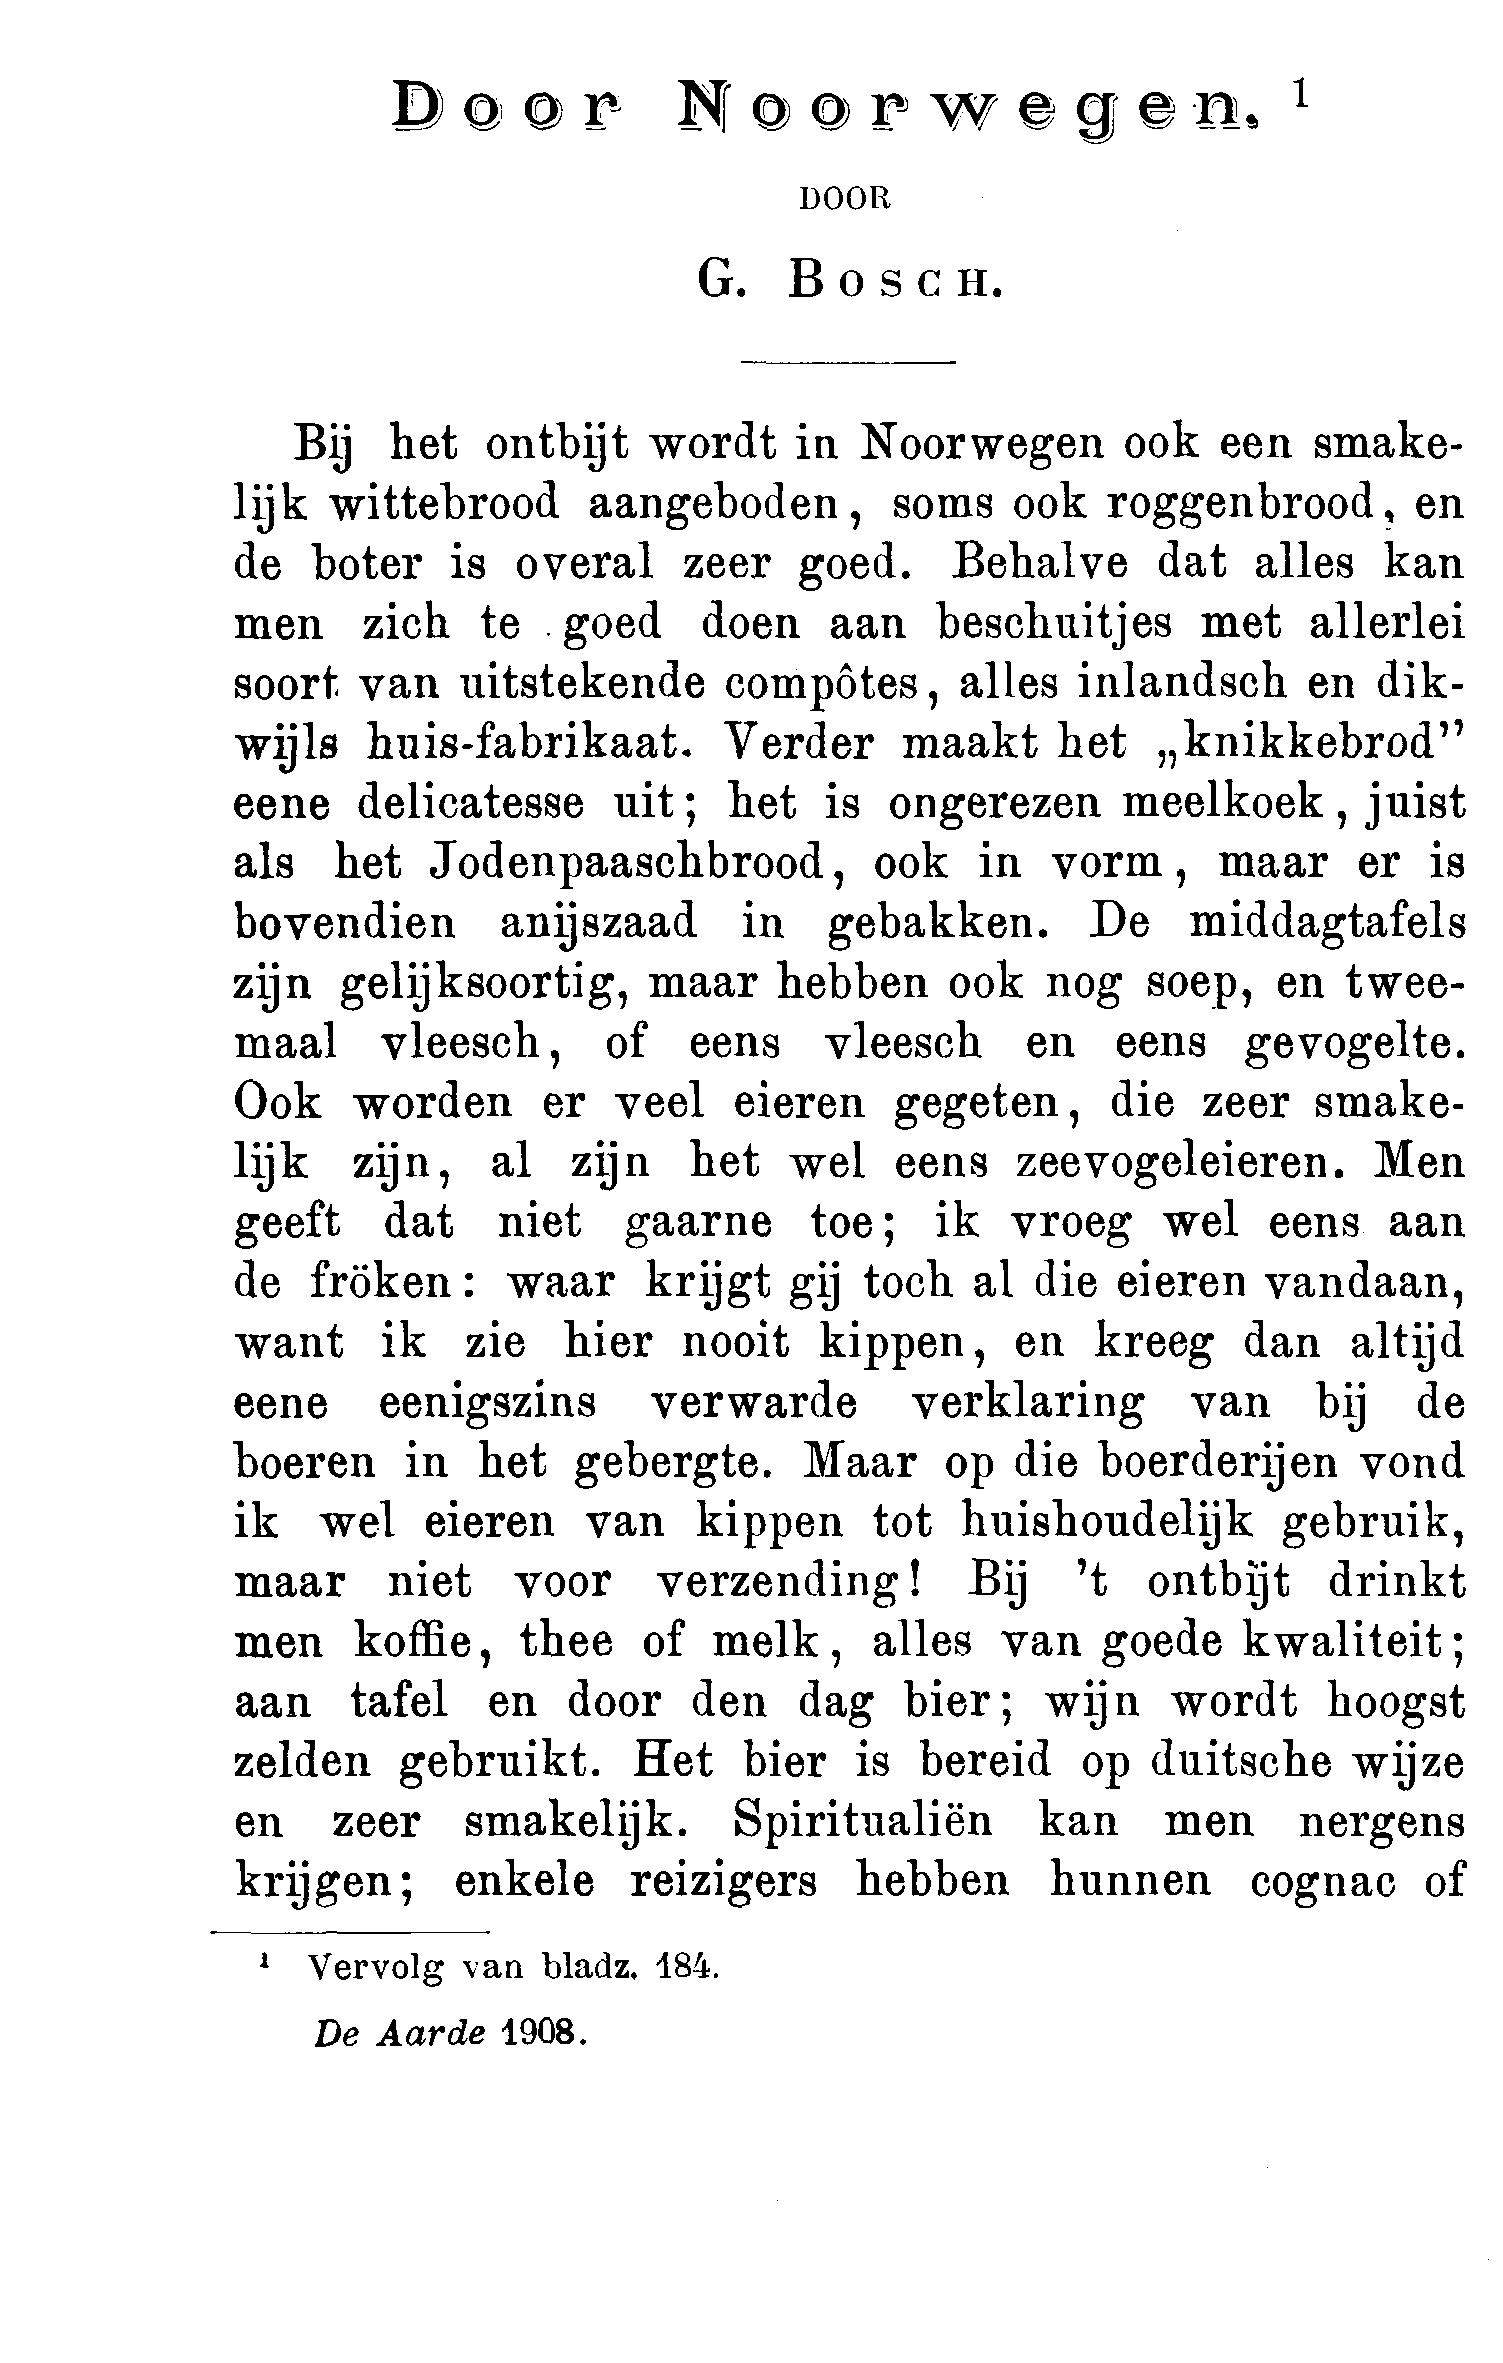 Door Noorwegen. ¹
DOOR
G. BOSCH.
Bij het ontbijt wordt in Noorwegen ook een smake-
lijk wittebrood aangeboden, soms ook roggenbrood, en
de boter is overal zeer goed. Behalve dat alles kan
men zich te goed doen aan beschuitjes met allerlei
soort van uitstekende compôtes, alles inlandsch en dik-
wijls huis-fabrikaat. Verder maakt het „knikkebrod”
eene delicatesse uit; het is ongerezen meelkoek, juist
als het Jodenpaaschbrood, ook in vorm, maar er is
bovendien anijszaad in gebakken. De middagtafels
zijn gelijksoortig, maar hebben ook nog soep, en twee-
maal vleesch, of eens vleesch en eens gevogelte.
Ook worden er veel eieren gegeten, die zeer smake-
lijk zijn, al zijn het wel eens zeevogeleieren. Men
geeft dat niet gaarne toe; ik vroeg wel eens aan
de fröken: waar krijgt gij toch al die eieren vandaan,
want ik zie hier nooit kippen, en kreeg dan altijd
eene eenigszins verwarde verklaring van bij de
boeren in het gebergte. Maar op die boerderijen vond
ik wel eieren van kippen tot huishoudelijk gebruik,
maar niet voor verzending! Bij ’t ontbijt drinkt
men koffie, thee of melk, alles van goede kwaliteit;
aan tafel en door den dag bier; wijn wordt hoogst
zelden gebruikt. Het bier is bereid op duitsche wijze
en zeer smakelijk. Spiritualiën kan men nergens
krijgen; enkele reizigers hebben hunnen cognac of
¹ Vervolg van bladz. 184.
De Aarde 1908.